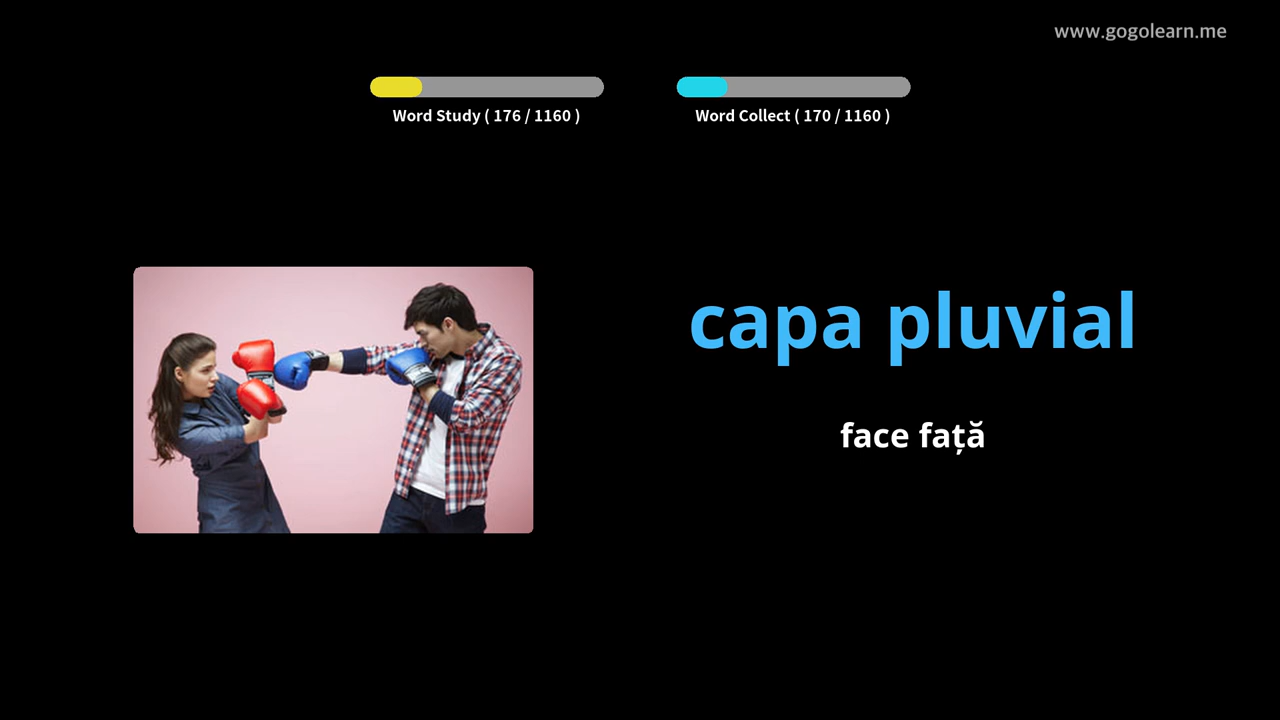 www.gogolearn.me
Word Study ( 176 / 1160 )
Word Collect ( 170 / 1160 )
capa pluvial
face față